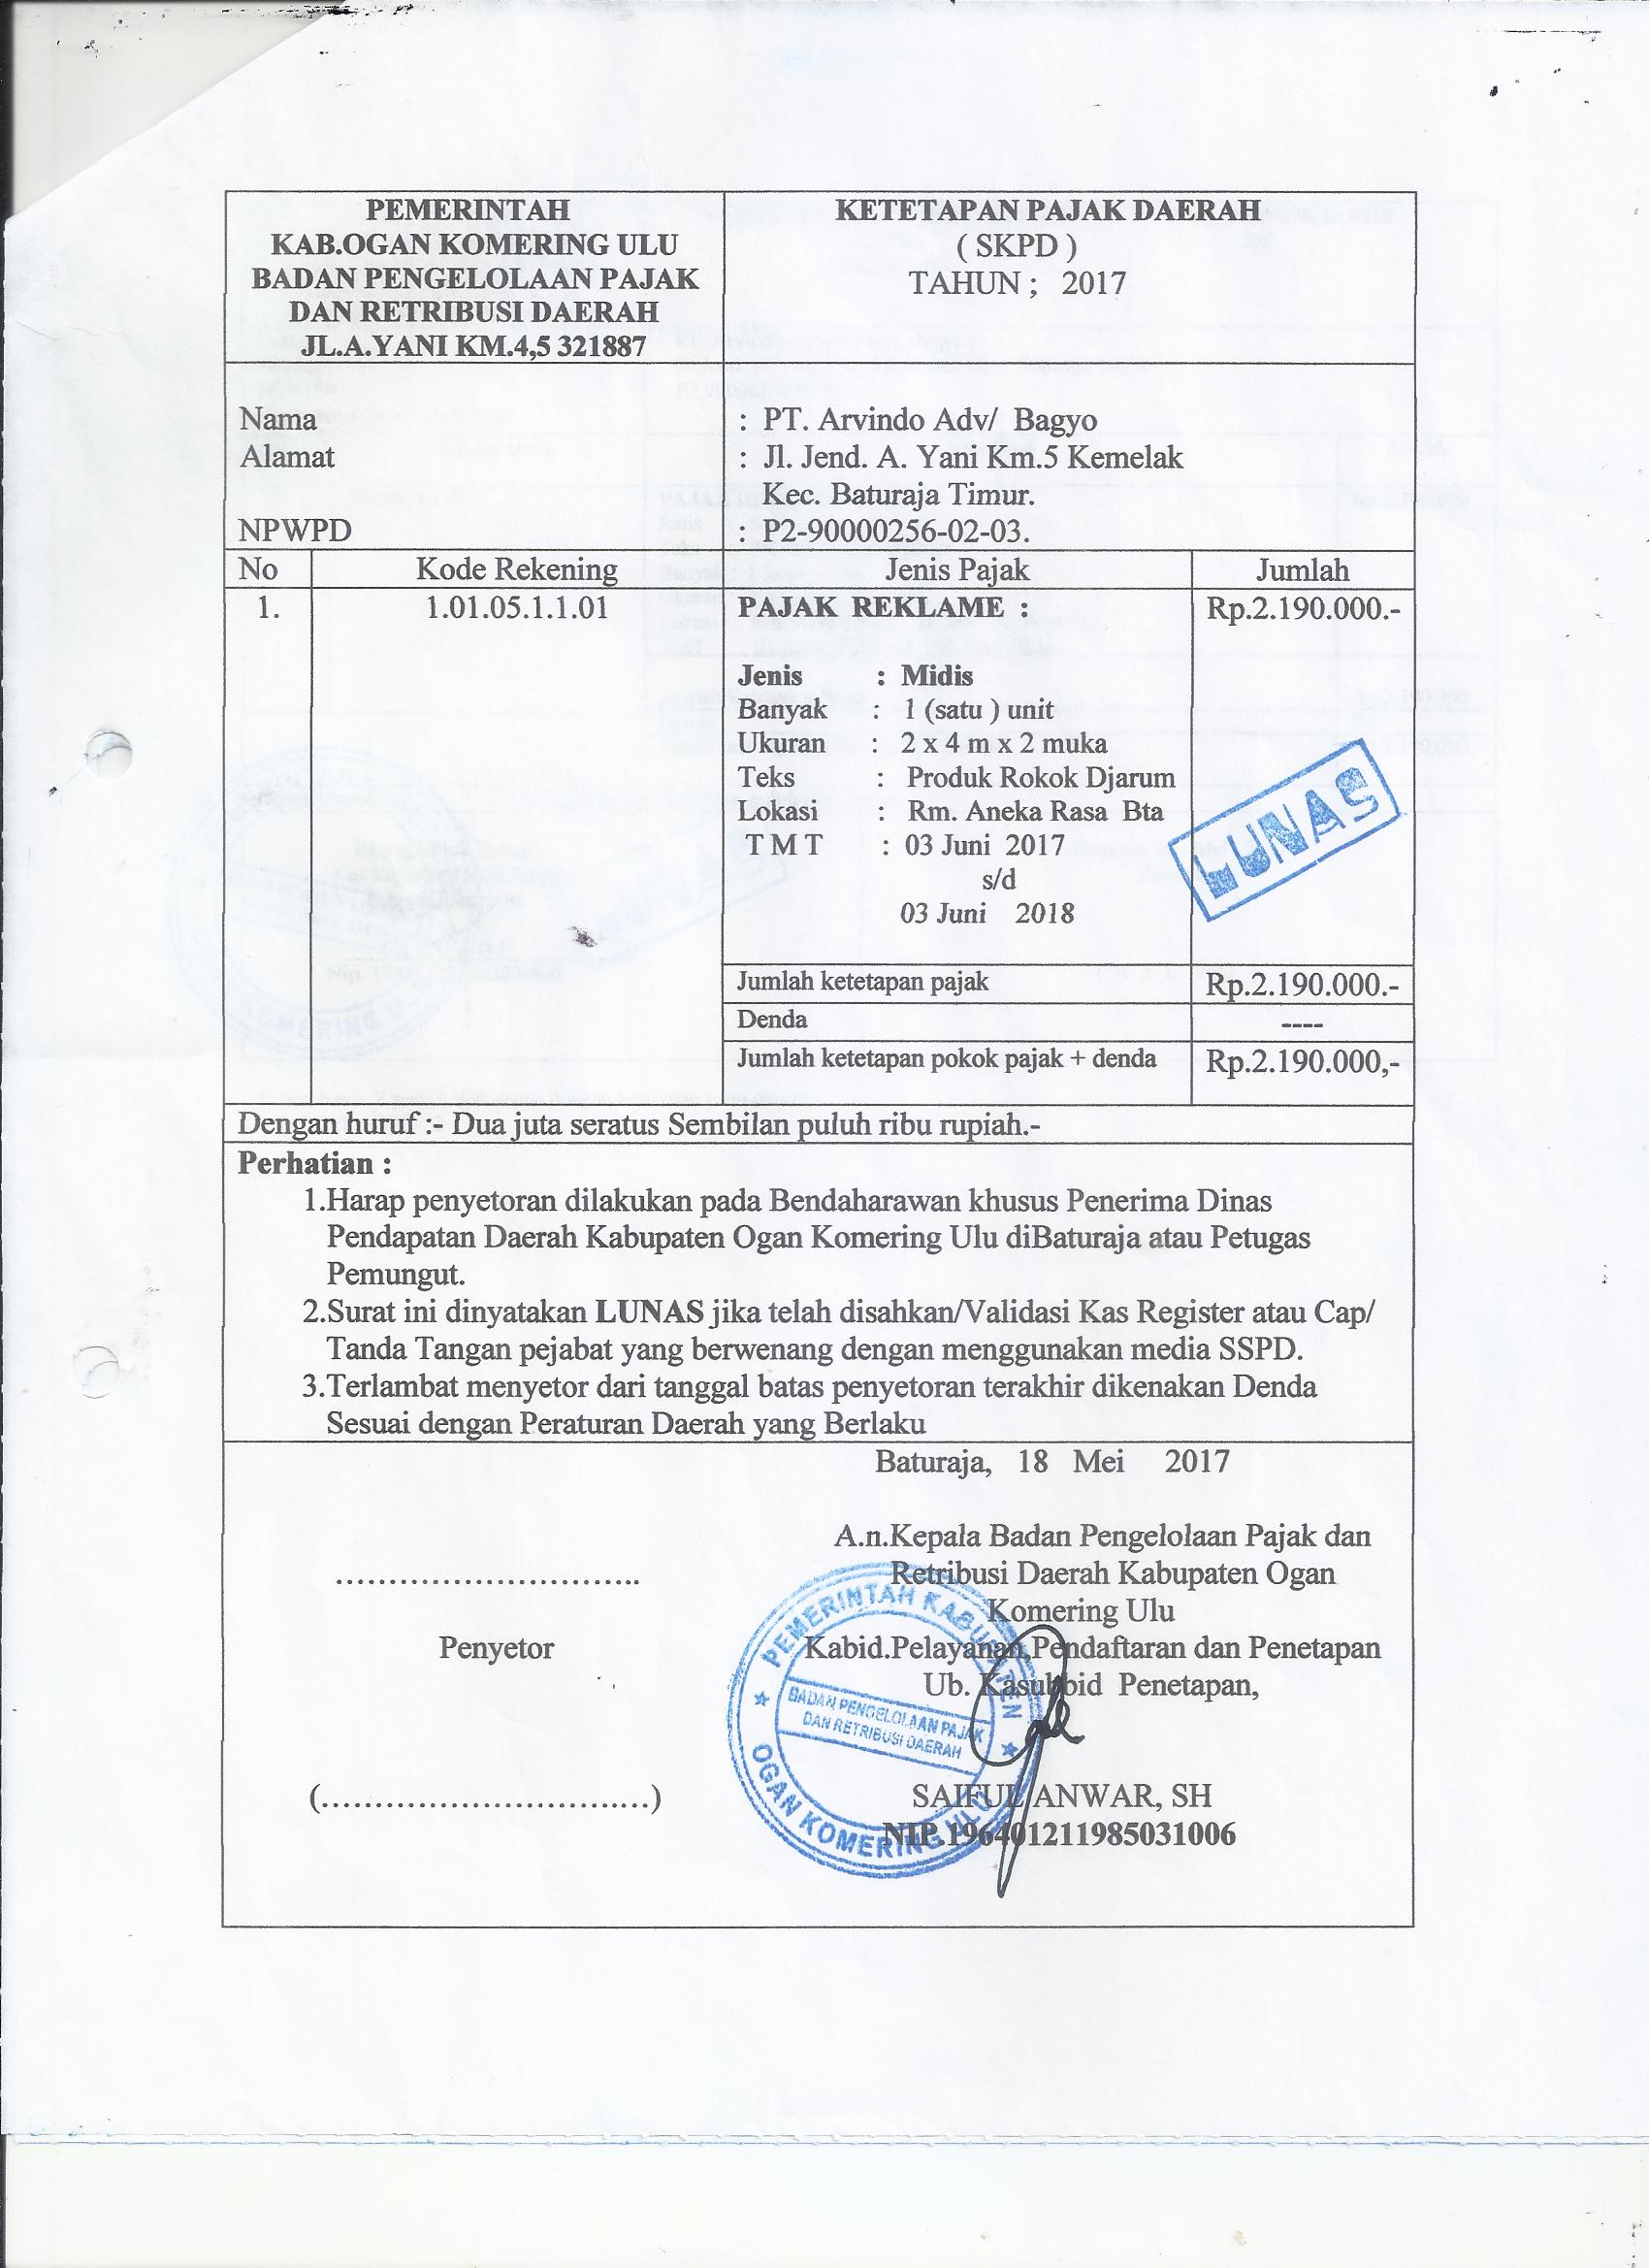 PEMERINTAH
KAB.OGAN KOMERING ULU
BADAN PENGELOLAAN PAJAK
DAN RETRIBUSI DAERAH
JL.A.YANI KM.4,5 321887
KETETAPAN PAJAK DAERAH
( SKPD )
TAHUN ; 2017
Nama : PT. Arvindo Adv/ Bagyo
Alamat : Jl. Jend. A. Yani Km.5 Kemelak
Kec. Baturaja Timur.
NPWPD : P2-90000256-02-03.
No Kode Rekening Jenis Pajak Jumlah
1. 1.01.05.1.1.01 PAJAK REKLAME : Rp.2.190.000.-
Jenis : Midis
Banyak : 1 (satu ) unit
Ukuran : 2 x 4 m x 2 muka
Teks : Produk Rokok Djarum
Lokasi : Rm. Aneka Rasa Bta
T M T : 03 Juni 2017
s/d
03 Juni 2018
LUNAS
Jumlah ketetapan pajak Rp.2.190.000.-
Denda ----
Jumlah ketetapan pokok pajak + denda Rp.2.190.000,-
Dengan huruf :- Dua juta seratus Sembilan puluh ribu rupiah.-
Perhatian :
1.Harap penyetoran dilakukan pada Bendaharawan khusus Penerima Dinas
Pendapatan Daerah Kabupaten Ogan Komering Ulu diBaturaja atau Petugas
Pemungut.
2.Surat ini dinyatakan LUNAS jika telah disahkan/Validasi Kas Register atau Cap/
Tanda Tangan pejabat yang berwenang dengan menggunakan media SSPD.
3.Terlambat menyetor dari tanggal batas penyetoran terakhir dikenakan Denda
Sesuai dengan Peraturan Daerah yang Berlaku
Baturaja, 18 Mei 2017
A.n.Kepala Badan Pengelolaan Pajak dan
Retribusi Daerah Kabupaten Ogan
Komering Ulu
Kabid.Pelayanan,Pendaftaran dan Penetapan
Ub. Kasubbid Penetapan,
..............................
Penyetor
(...............................)
PEMERINTAH KABUPATEN
BADAN PENGELOLAAN PAJAK
DAN RETRIBUSI DAERAH
OGAN KOMERING ULU
SAIFUL ANWAR, SH
NIP.196401211985031006